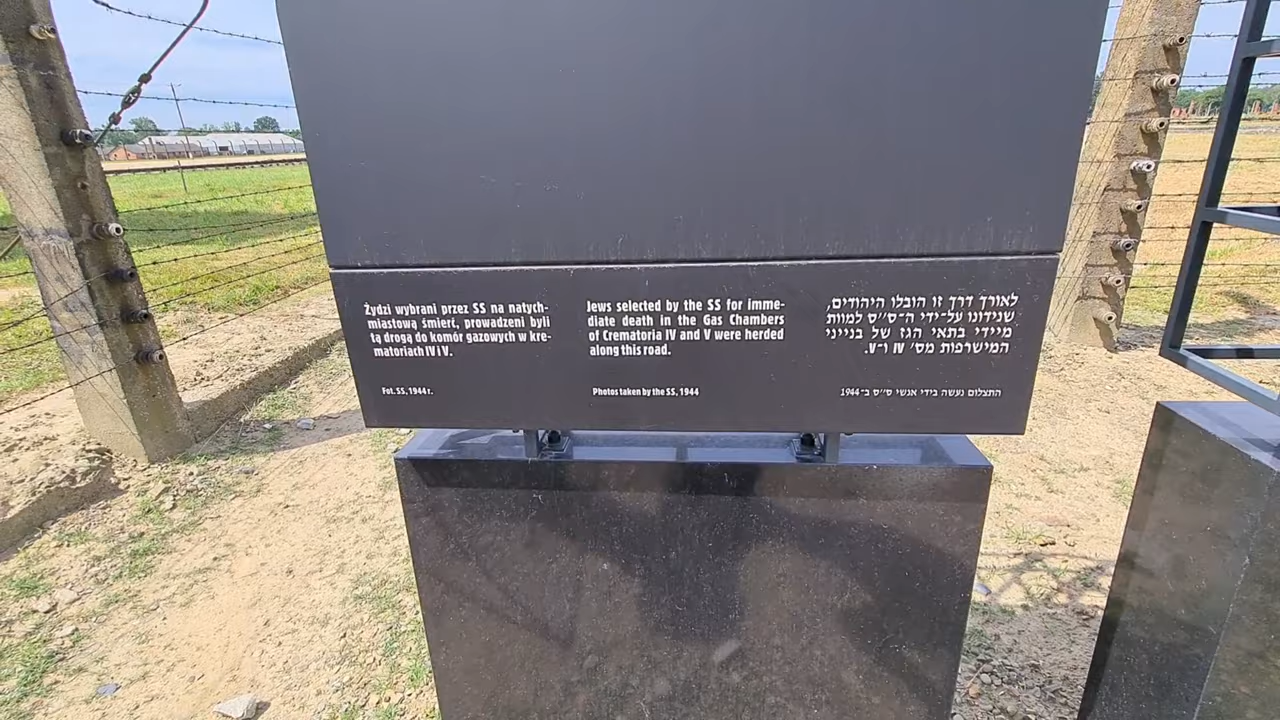 Żydzi wybrani przez SS na natych-
miastową śmierć, prowadzeni byli
tą drogą do komór gazowych w kre-
matoriach IV i V.
Fot. SS, 1944 r.
Jews selected by the SS for imme-
diate death in the Gas Chambers
of Crematoria IV and V were herded
along this road.
Photos taken by the SS, 1944
לאורך דרך זו הובלו היהודים,
שנידונו על-ידי ה-ס״ס למוות
מיידי בתאי הגז של בנייני
המישרפות מס׳ IV ו-V.
התצלום נעשה בידי אנשי ס״ס ב-1944